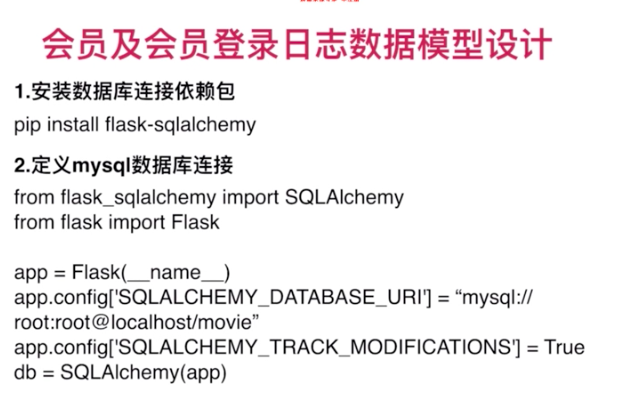 会员及会员登录日志数据模型设计
1.安装数据库连接依赖包
pip install flask-sqlalchemy
2.定义mysql数据库连接
from flask_sqlalchemy import SQLAlchemy
from flask import Flask
app = Flask(__name__)
app.config['SQLALCHEMY_DATABASE_URI'] = “mysql://
root:root@localhost/movie”
app.config['SQLALCHEMY_TRACK_MODIFICATIONS'] = True
db = SQLAlchemy(app)